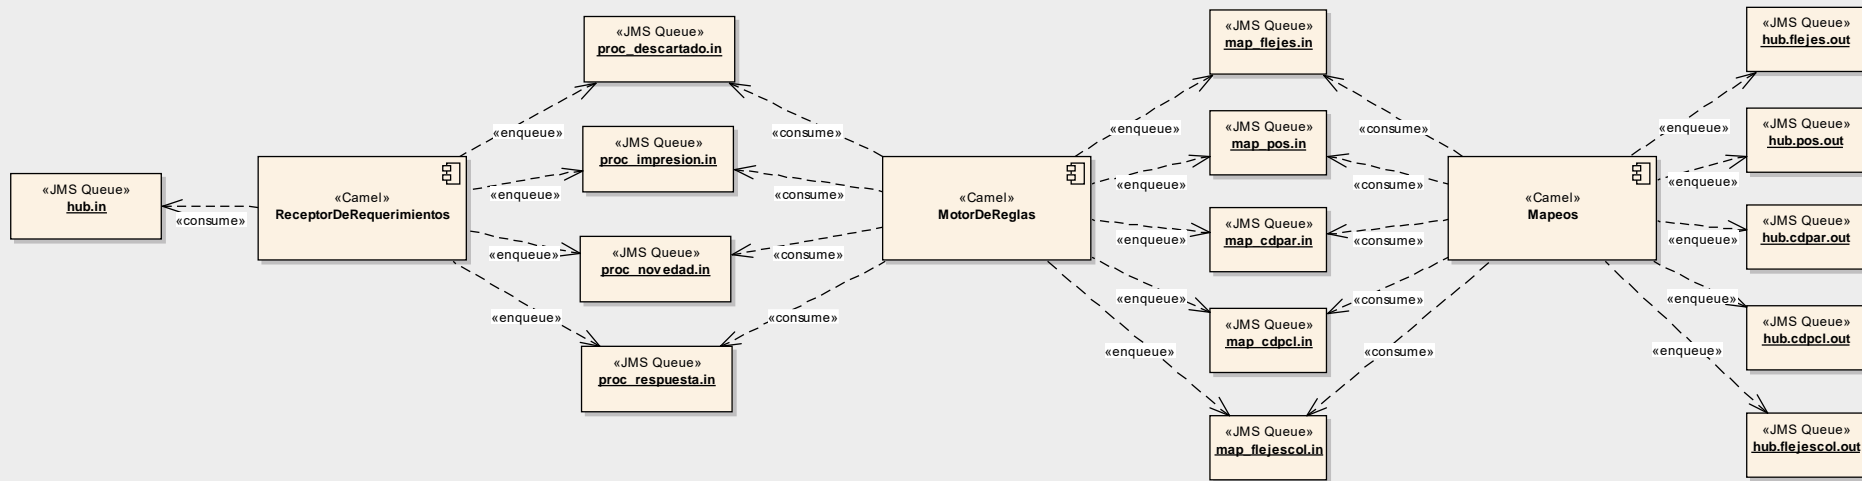 «JMS Queue»
hub.in
«consume»
«Camel»
ReceptorDeRequerimientos
«enqueue»
«enqueue»
«enqueue»
«enqueue»
«JMS Queue»
proc_descartado.in
«JMS Queue»
proc_impresion.in
«JMS Queue»
proc_novedad.in
«JMS Queue»
proc_respuesta.in
«consume»
«consume»
«consume»
«consume»
«Camel»
MotorDeReglas
«enqueue»
«enqueue»
«enqueue»
«enqueue»
«enqueue»
«JMS Queue»
map_flejes.in
«JMS Queue»
map_pos.in
«JMS Queue»
map_cdpar.in
«JMS Queue»
map_cdpcl.in
«JMS Queue»
map_flejescol.in
«consume»
«consume»
«consume»
«consume»
«consume»
«Camel»
Mapeos
«enqueue»
«enqueue»
«enqueue»
«enqueue»
«enqueue»
«JMS Queue»
hub.flejes.out
«JMS Queue»
hub.pos.out
«JMS Queue»
hub.cdpar.out
«JMS Queue»
hub.cdpcl.out
«JMS Queue»
hub.flejescol.out